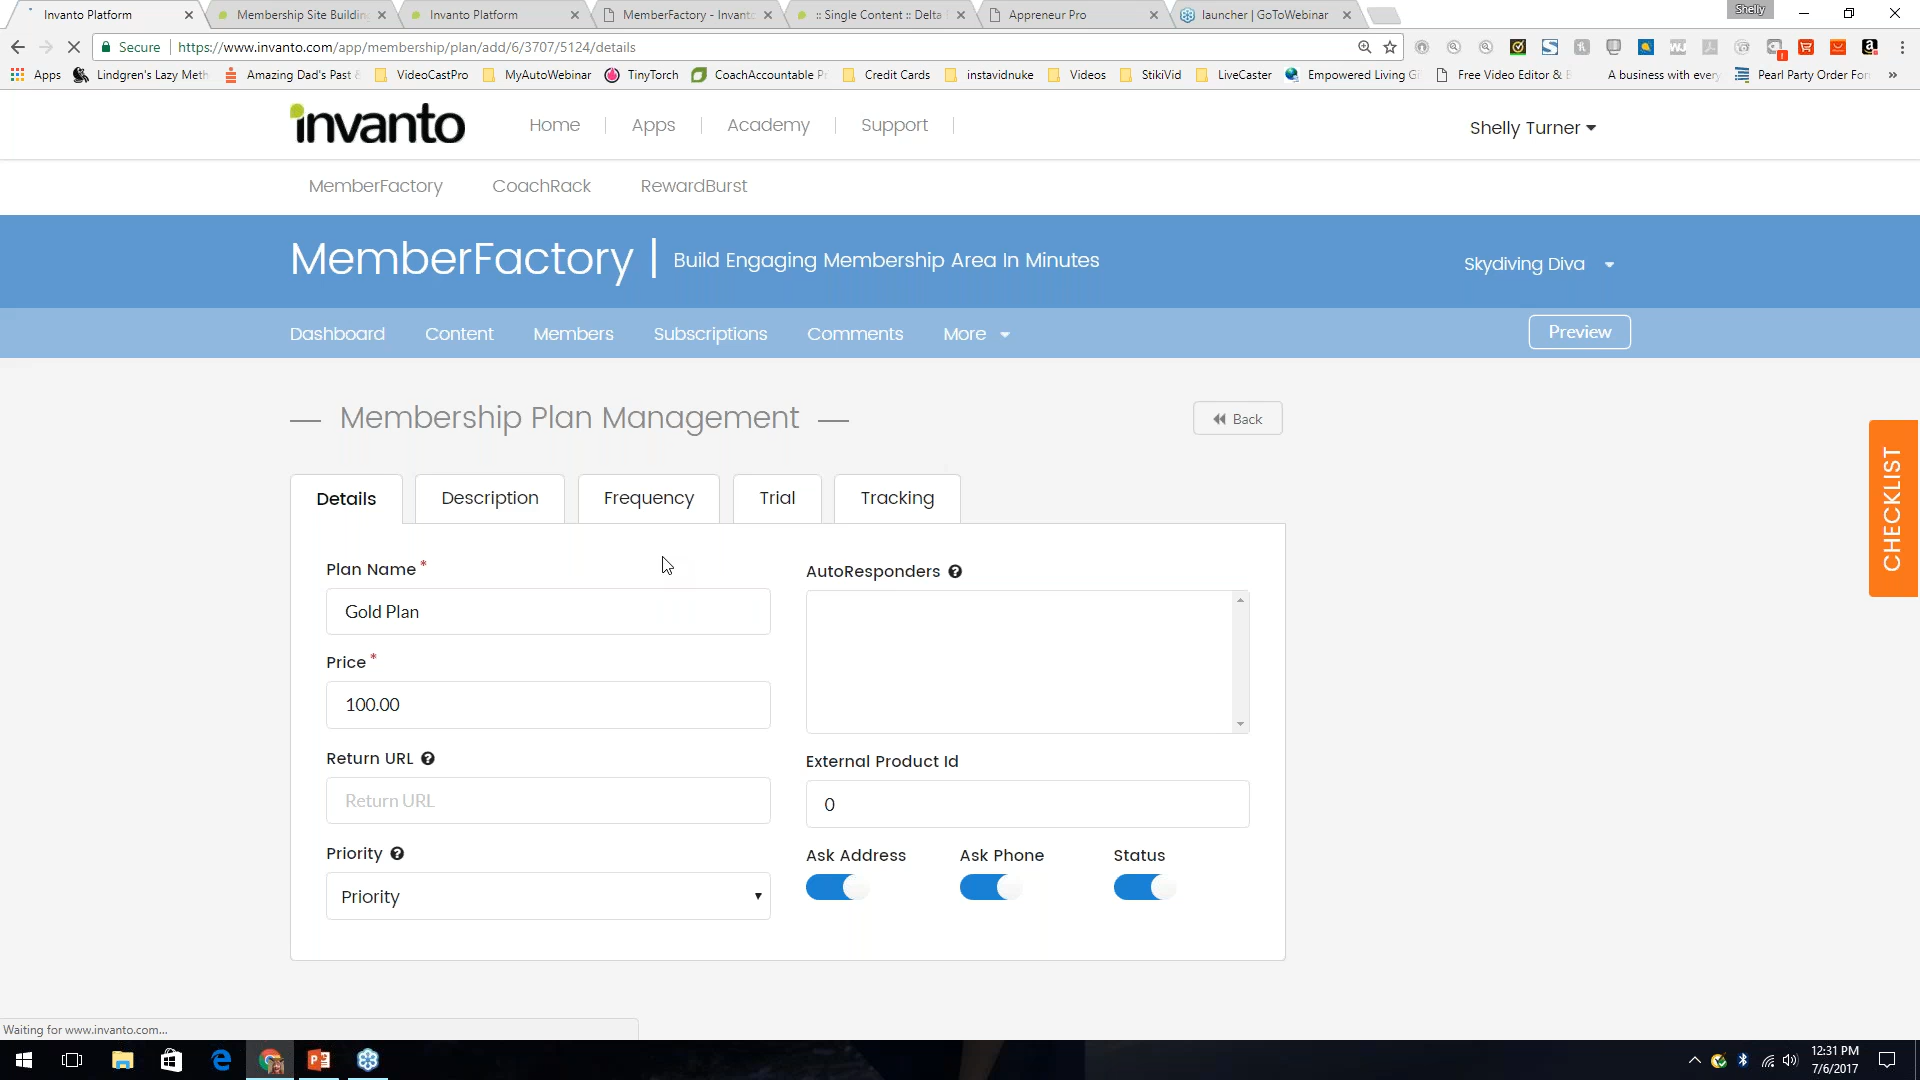 Invanto Platform
Membership Site Building
Invanto Platform
MemberFactory - Invanto
:: Single Content :: Delta
Appreneur Pro
launcher | GoToWebinar
Shelly
Secure
https://www.invanto.com/app/membership/plan/add/6/3707/5124/details
Apps
Lindgren's Lazy Meth
Amazing Dad's Past
VideoCastPro
MyAutoWebinar
TinyTorch
CoachAccountable P
Credit Cards
instavidnuke
Videos
StikiVid
LiveCaster
Empowered Living G
Free Video Editor &
A business with every
Pearl Party Order For
»
invanto
Home
Apps
Academy
Support
Shelly Turner
MemberFactory
CoachRack
RewardBurst
MemberFactory | Build Engaging Membership Area In Minutes
Skydiving Diva
Dashboard
Content
Members
Subscriptions
Comments
More
Preview
Membership Plan Management
Back
Details
Description
Frequency
Trial
Tracking
Plan Name *
Gold Plan
Price *
100.00
Return URL ?
Return URL
Priority ?
Priority
AutoResponders ?
External Product Id
0
Ask Address
Ask Phone
Status
CHECKLIST
Waiting for www.invanto.com...
12:31 PM
7/6/2017